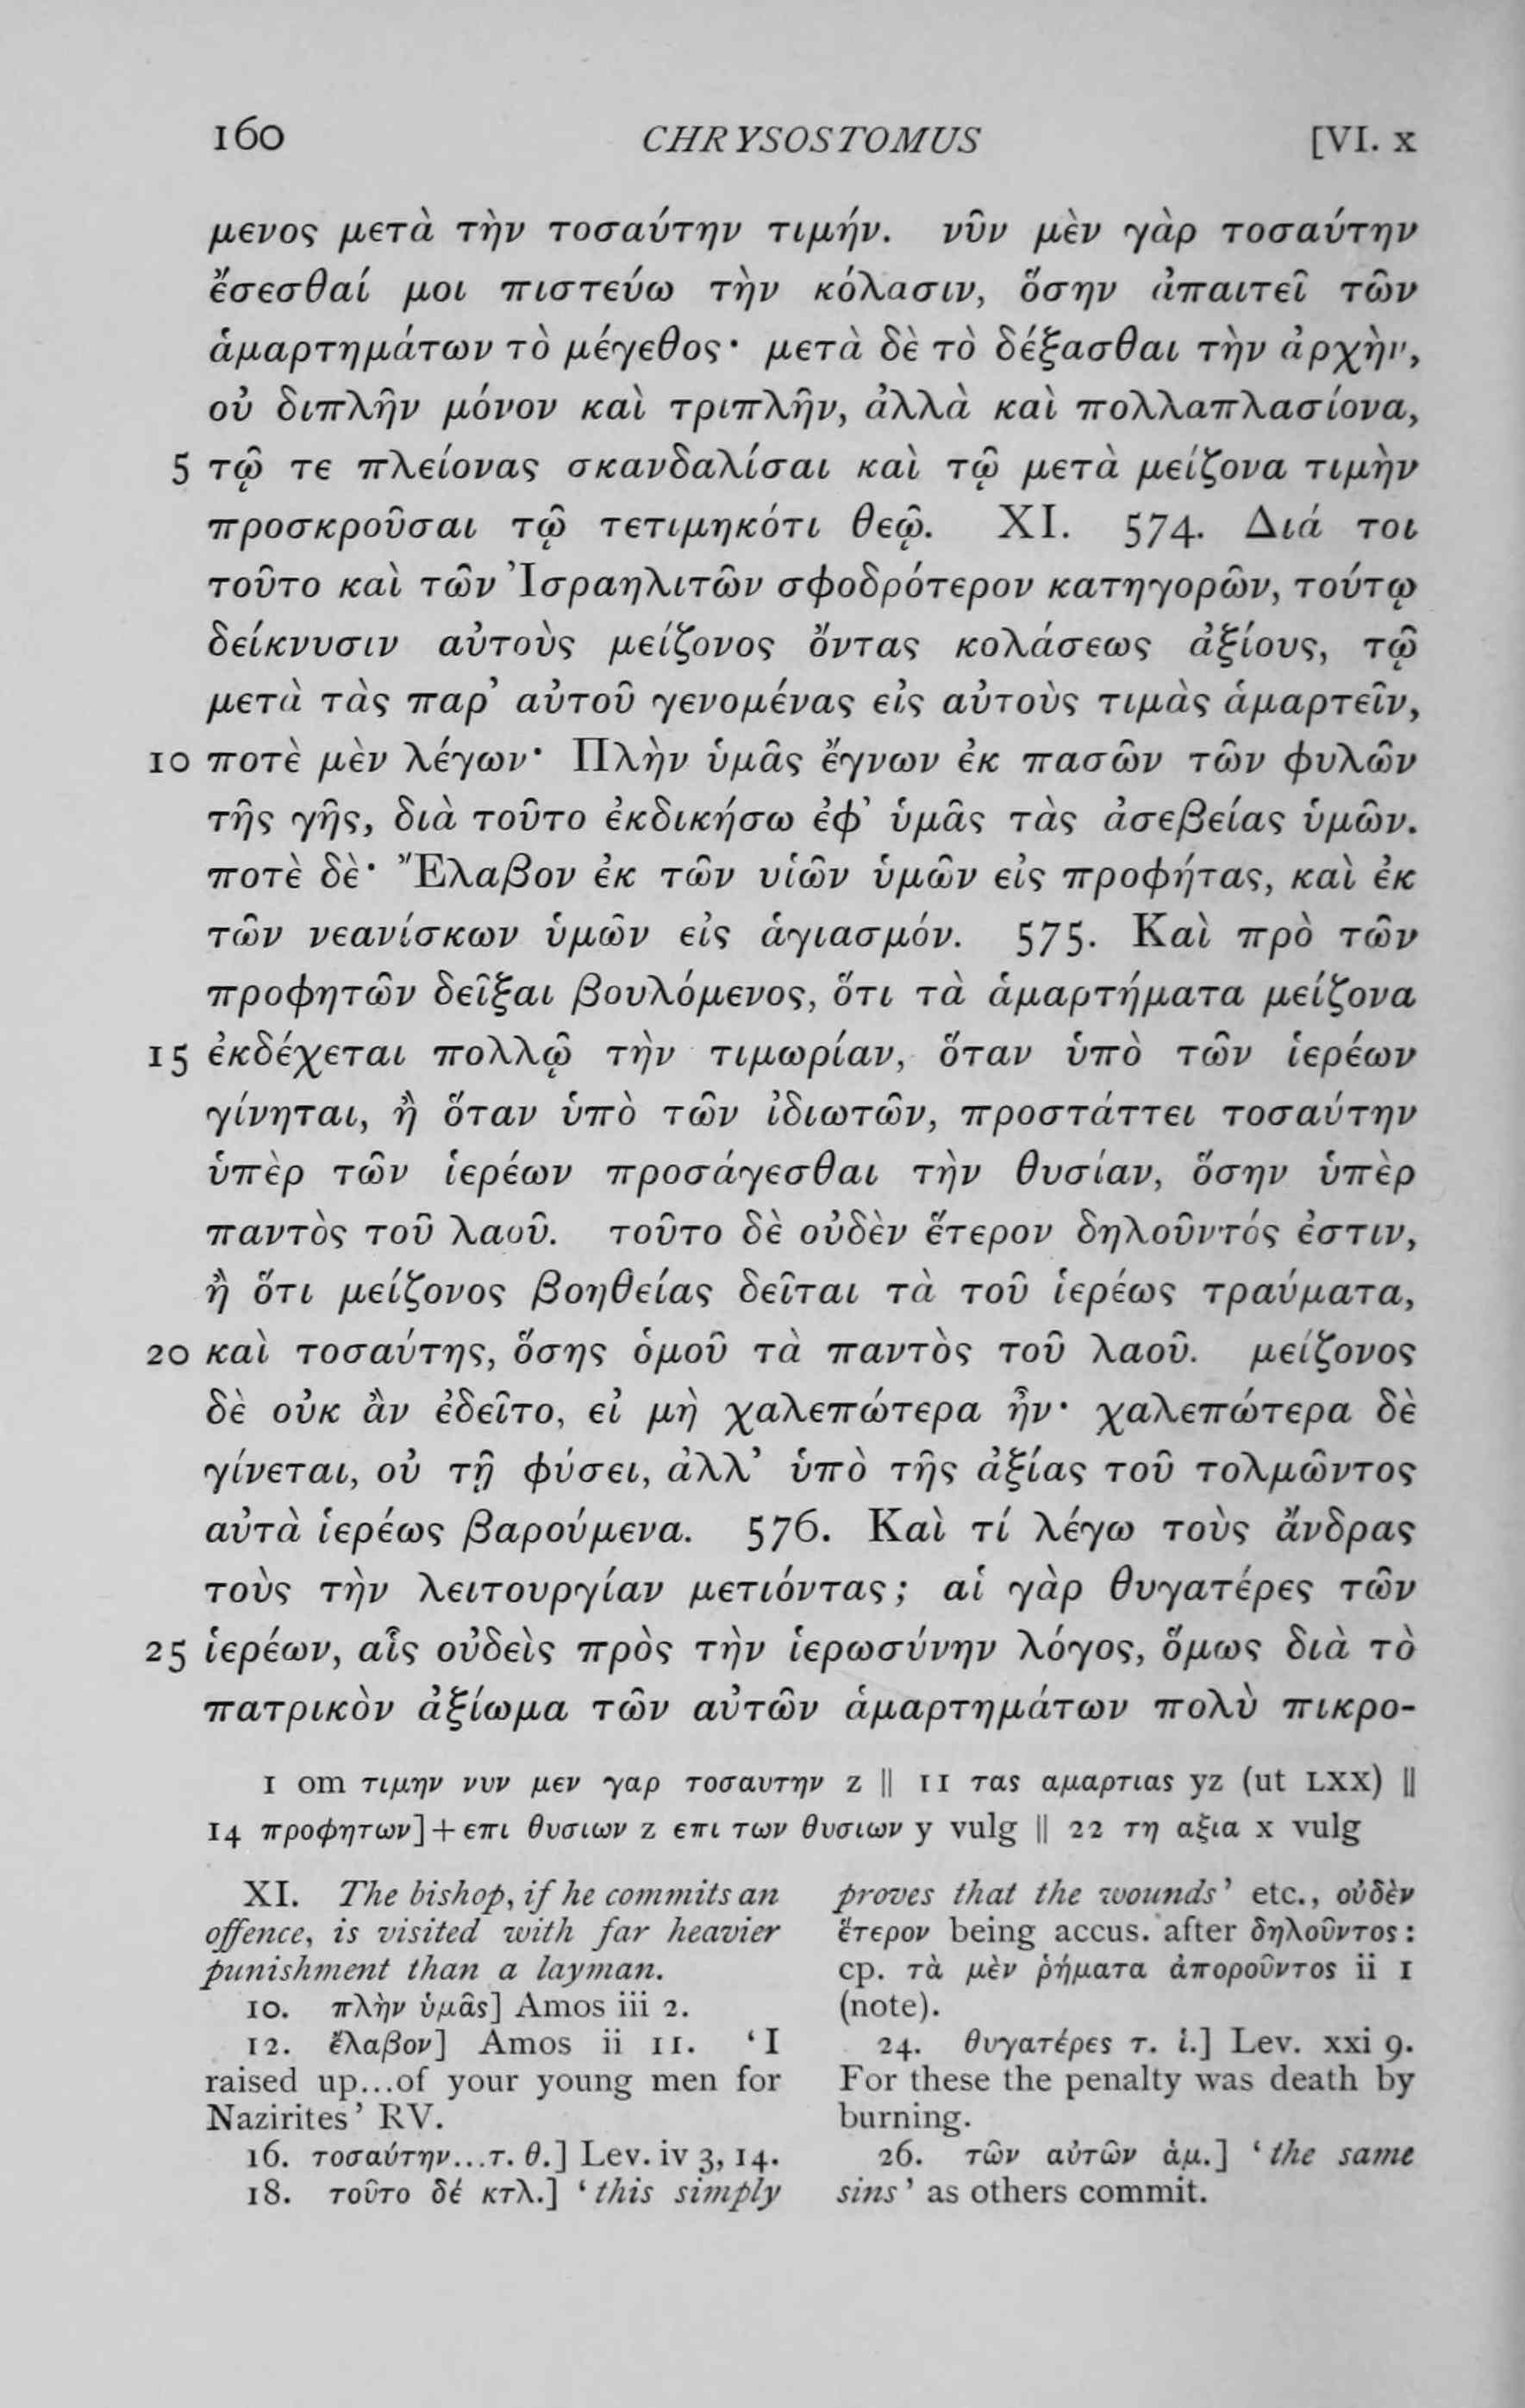 160 CHRYSOSTOMUS [VI. x
μενος μετὰ τὴν τοσαύτην τιμήν. νῦν μὲν γὰρ τοσαύτην
ἔσεσθαί μοι πιστεύω τὴν κόλασιν, ὅσην ἀπαιτεῖ τῶν
ἁμαρτημάτων τὸ μέγεθος· μετὰ δὲ τὸ δέξασθαι τὴν ἀρχὴν,
οὐ διπλῆν μόνον καὶ τριπλῆν, ἀλλὰ καὶ πολλαπλασίονα,
5 τῷ τε πλείονας σκανδαλίσαι καὶ τῷ μετὰ μείζονα τιμὴν
προσκροῦσαι τῷ τετιμηκότι θεῷ. XI. 574. Διά τοι
τοῦτο καὶ τῶν Ἰσραηλιτῶν σφοδρότερον κατηγορῶν, τούτῳ
δείκνυσιν αὐτοὺς μείζονος ὄντας κολάσεως ἀξίους, τῷ
μετὰ τὰς παρ’ αὐτοῦ γενομένας εἰς αὐτοὺς τιμὰς ἁμαρτεῖν,
10 ποτὲ μὲν λέγων· Πλὴν ὑμᾶς ἔγνων ἐκ πασῶν τῶν φυλῶν
τῆς γῆς, διὰ τοῦτο ἐκδικήσω ἐφ’ ὑμᾶς τὰς ἀσεβείας ὑμῶν.
ποτὲ δὲ· Ἔλαβον ἐκ τῶν υἱῶν ὑμῶν εἰς προφήτας, καὶ ἐκ
τῶν νεανίσκων ὑμῶν εἰς ἁγιασμόν. 575. Καὶ πρὸ τῶν
προφητῶν δεῖξαι βουλόμενος, ὅτι τὰ ἁμαρτήματα μείζονα
15 ἐκδέχεται πολλῷ τὴν τιμωρίαν, ὅταν ὑπὸ τῶν ἱερέων
γίνηται, ἢ ὅταν ὑπὸ τῶν ἰδιωτῶν, προστάττει τοσαύτην
ὑπὲρ τῶν ἱερέων προσάγεσθαι τὴν θυσίαν, ὅσην ὑπὲρ
παντὸς τοῦ λαοῦ. τοῦτο δὲ οὐδὲν ἕτερον δηλοῦντός ἐστιν,
ἢ ὅτι μείζονος βοηθείας δεῖται τὰ τοῦ ἱερέως τραύματα,
20 καὶ τοσαύτης, ὅσης ὁμοῦ τὰ παντὸς τοῦ λαοῦ. μείζονος
δὲ οὐκ ἂν ἐδεῖτο, εἰ μὴ χαλεπώτερα ἦν· χαλεπώτερα δὲ
γίνεται, οὐ τῇ φύσει, ἀλλ’ ὑπὸ τῆς ἀξίας τοῦ τολμῶντος
αὐτὰ ἱερέως βαρούμενα. 576. Καὶ τί λέγω τοὺς ἄνδρας
τοὺς τὴν λειτουργίαν μετιόντας; αἱ γὰρ θυγατέρες τῶν
25 ἱερέων, αἷς οὐδεὶς πρὸς τὴν ἱερωσύνην λόγος, ὅμως διὰ τὸ
πατρικὸν ἀξίωμα τῶν αὐτῶν ἁμαρτημάτων πολὺ πικρο-
1 om τιμην νυν μεν γαρ τοσαυτην z || 11 τας αμαρτιας yz (ut LXX) ||
14 προφητων]+επι θυσιων z επι των θυσιων y vulg || 22 τη αξια x vulg
XI. The bishop, if he commits an
offence, is visited with far heavier
punishment than a layman.
10. πλὴν ὑμᾶς] Amos iii 2.
12. ἔλαβον] Amos ii 11. ‘I
raised up...of your young men for
Nazirites’ RV.
16. τοσαύτην...τ. θ.] Lev. iv 3, 14.
18. τοῦτο δέ κτλ.] ‘this simply
proves that the wounds’ etc., οὐδὲν
ἕτερον being accus. after δηλοῦντος:
cp. τὰ μὲν ῥήματα ἀποροῦντος ii 1
(note).
24. θυγατέρες τ. ἱ.] Lev. xxi 9.
For these the penalty was death by
burning.
26. τῶν αὐτῶν ἁμ.] ‘the same
sins’ as others commit.